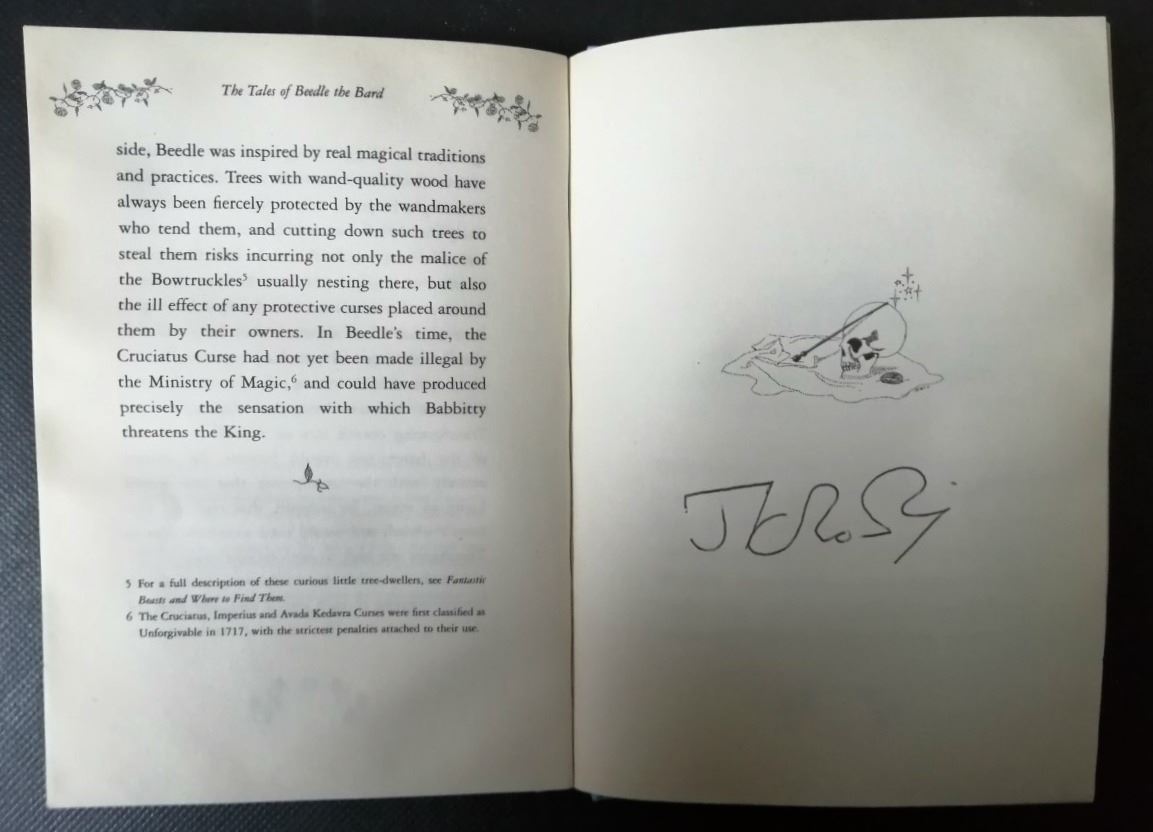 The Tales of Beedle the Bard
side, Beedle was inspired by real magical traditions
and practices. Trees with wand-quality wood have
always been fiercely protected by the wandmakers
who tend them, and cutting down such trees to
steal them risks incurring not only the malice of
the Bowtruckles⁵ usually nesting there, but also
the ill effect of any protective curses placed around
them by their owners. In Beedle's time, the
Cruciatus Curse had not yet been made illegal by
the Ministry of Magic,⁶ and could have produced
precisely the sensation with which Babbitty
threatens the King.
5 For a full description of these curious little tree-dwellers, see Fantastic
Beasts and Where to Find Them.
6 The Cruciatus, Imperius and Avada Kedavra Curses were first classified as
Unforgivable in 1717, with the strictest penalties attached to their use.